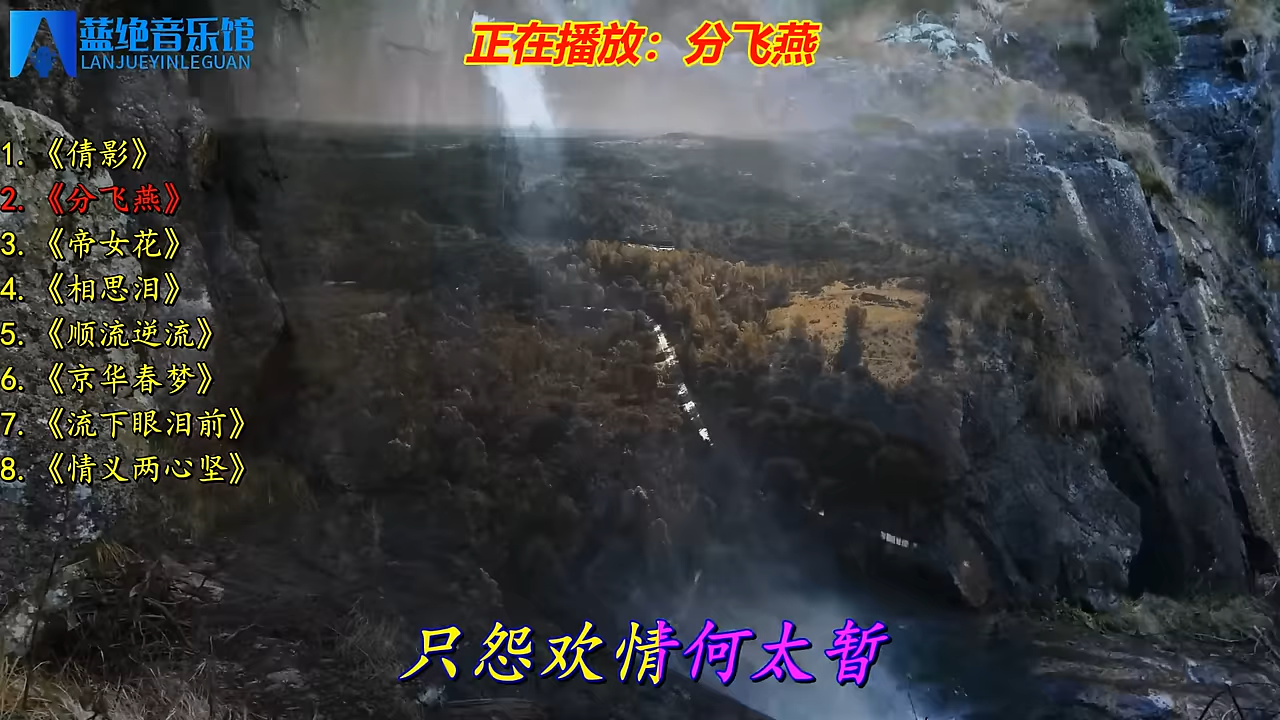 蓝绝音乐馆
LANJUEYINLEGUAN
正在播放：分飞燕
1.《倩影》
2.《分飞燕》
3.《帝女花》
4.《相思泪》
5.《顺流逆流》
6.《京华春梦》
7.《流下眼泪前》
8.《情义两心坚》
只怨欢情何太暂